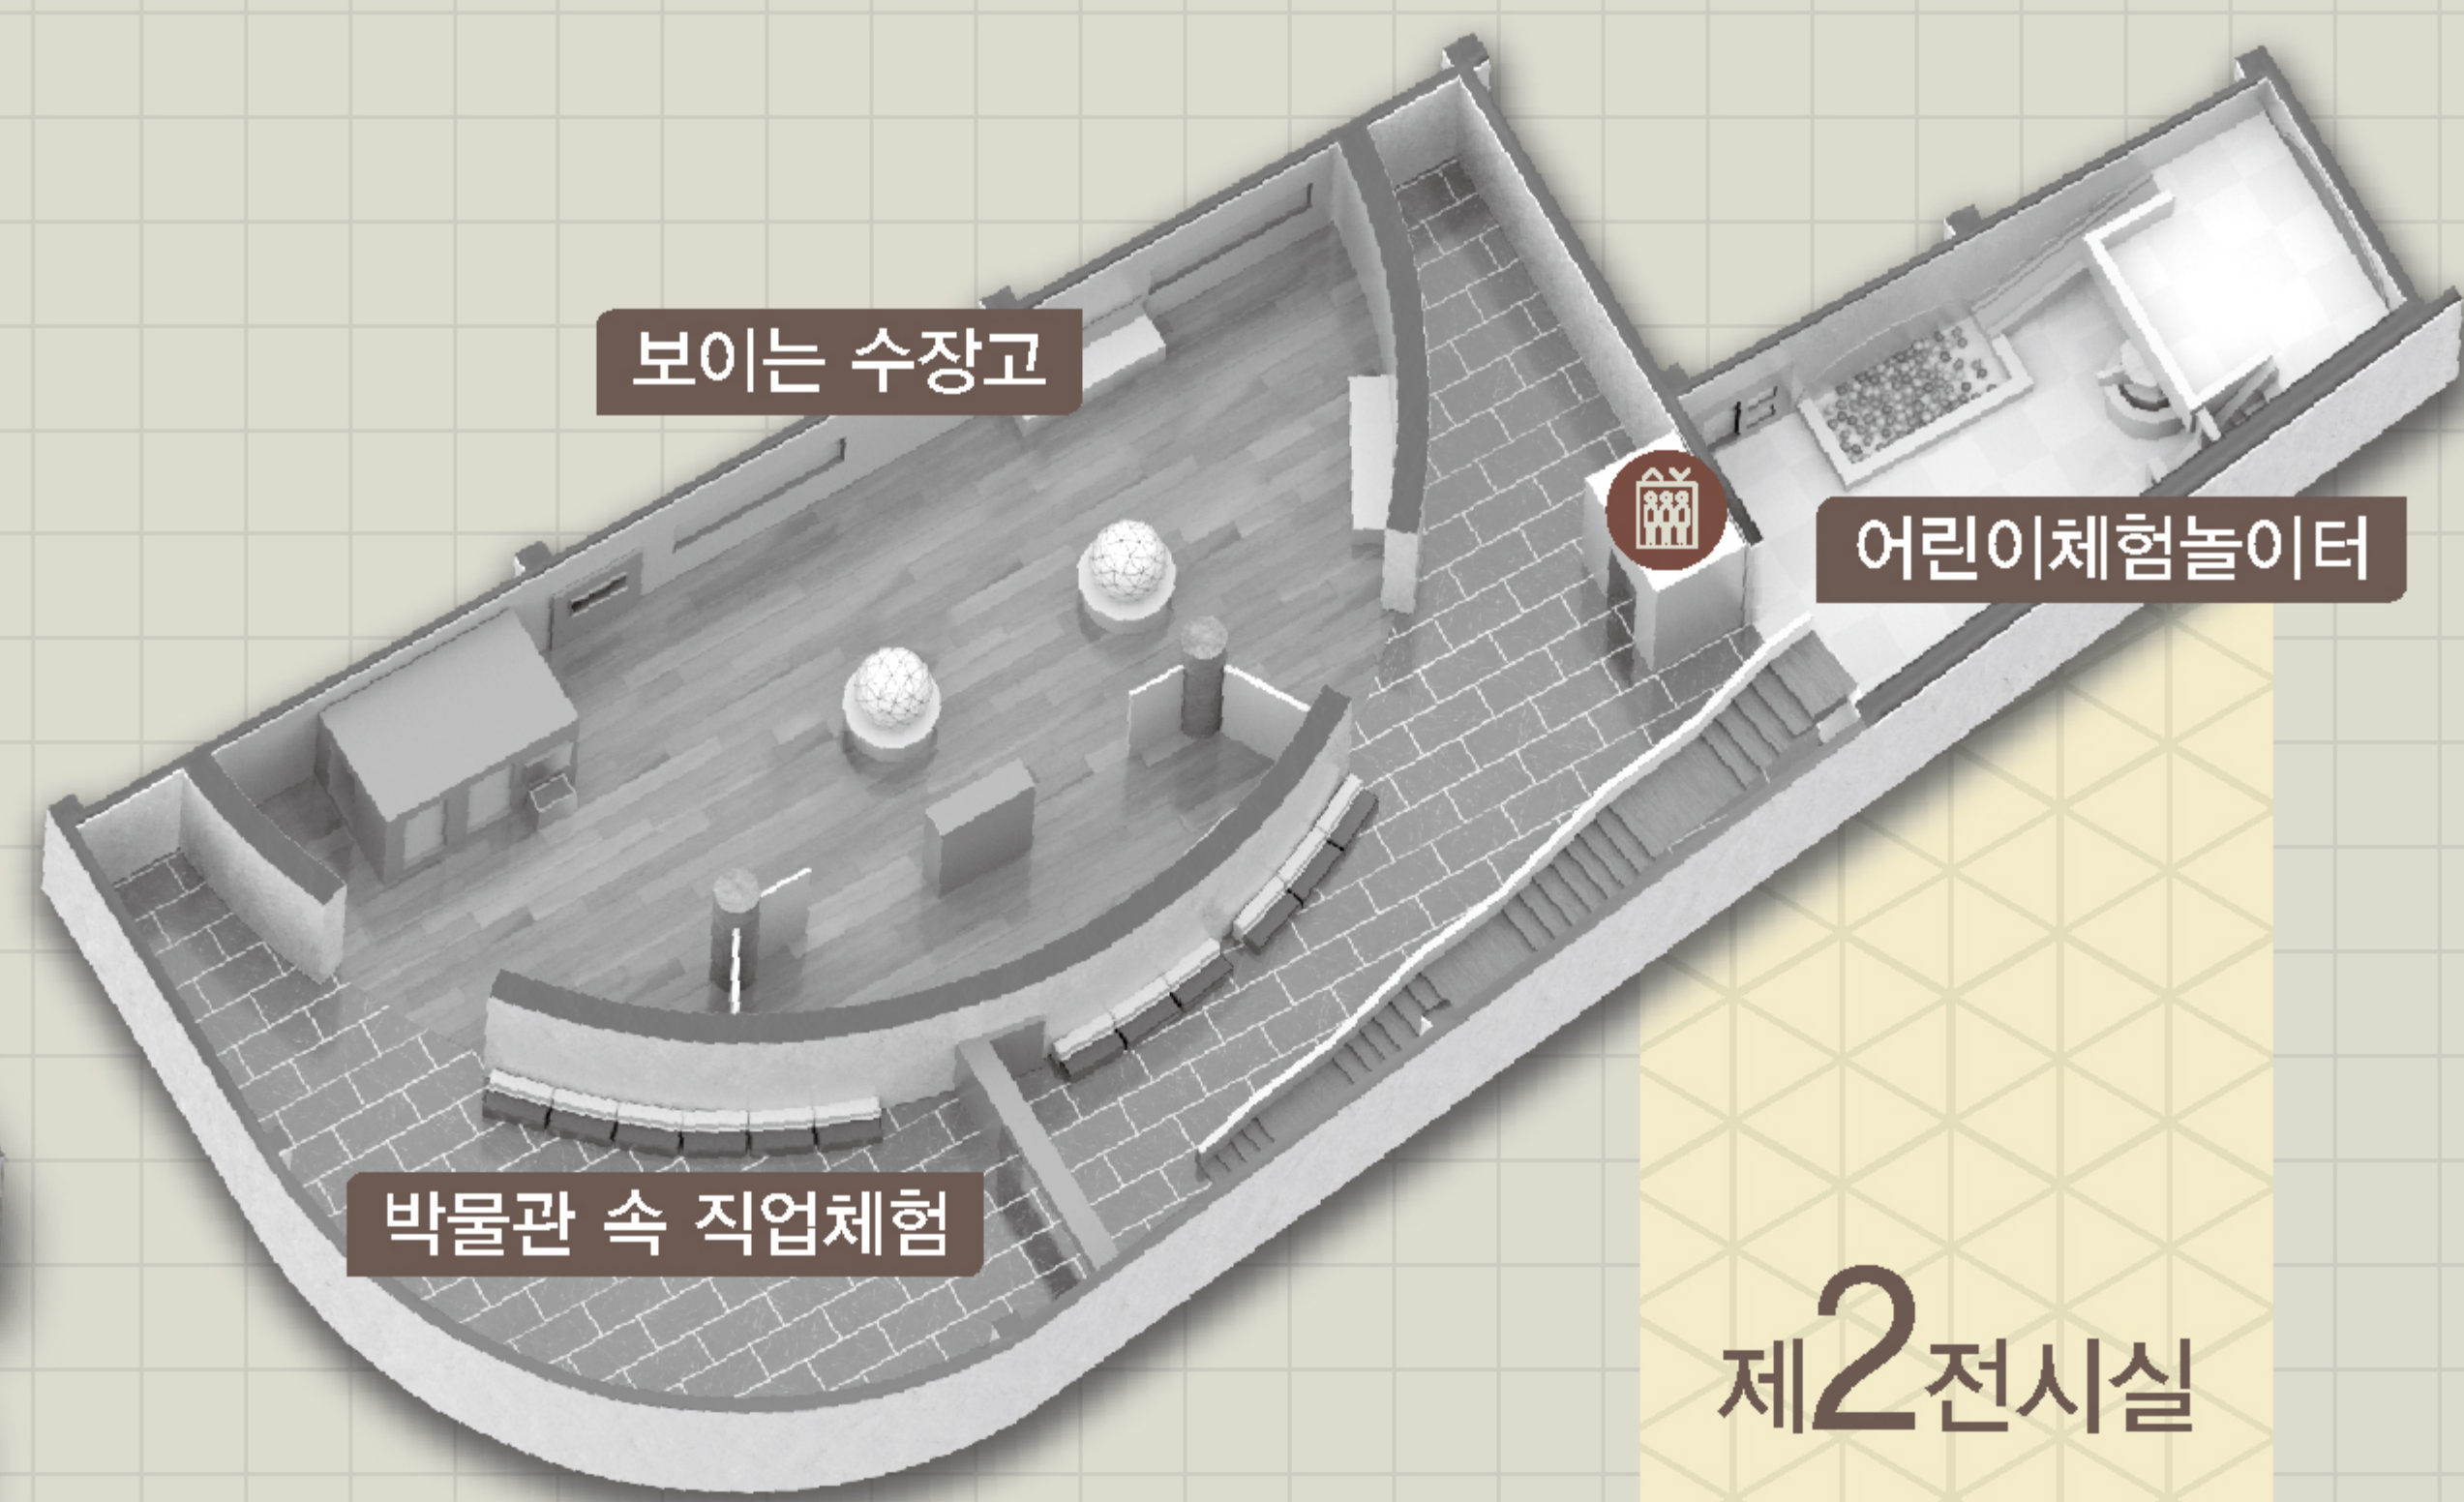 보이는 수장고
어린이체험놀이터
박물관 속 직업체험
제2전시실